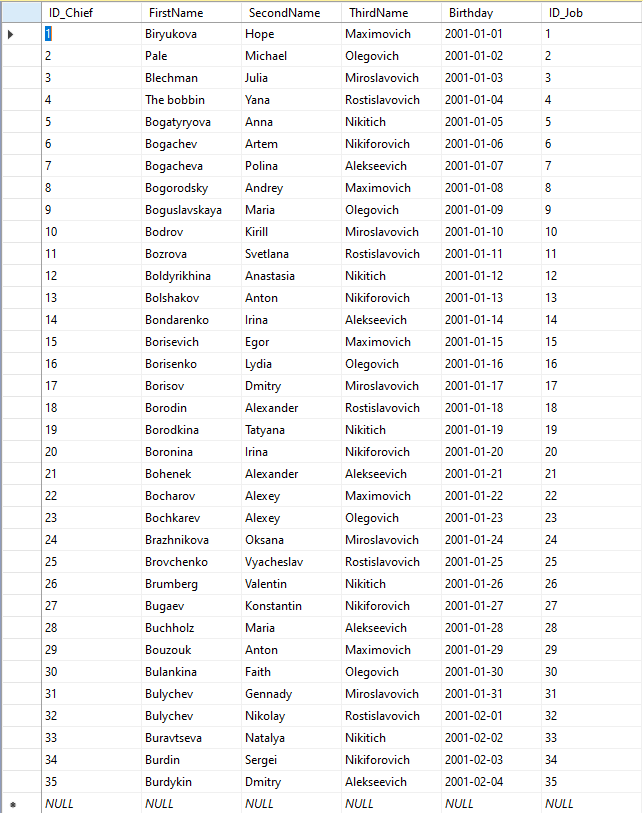 ID_Chief FirstName SecondName ThirdName Birthday ID_Job
1 Biryukova Hope Maximovich 2001-01-01 1
2 Pale Michael Olegovich 2001-01-02 2
3 Blechman Julia Miroslavovich 2001-01-03 3
4 The bobbin Yana Rostislavovich 2001-01-04 4
5 Bogatyryova Anna Nikitich 2001-01-05 5
6 Bogachev Artem Nikiforovich 2001-01-06 6
7 Bogacheva Polina Alekseevich 2001-01-07 7
8 Bogorodsky Andrey Maximovich 2001-01-08 8
9 Boguslavskaya Maria Olegovich 2001-01-09 9
10 Bodrov Kirill Miroslavovich 2001-01-10 10
11 Bozrova Svetlana Rostislavovich 2001-01-11 11
12 Boldyrikhina Anastasia Nikitich 2001-01-12 12
13 Bolshakov Anton Nikiforovich 2001-01-13 13
14 Bondarenko Irina Alekseevich 2001-01-14 14
15 Borisevich Egor Maximovich 2001-01-15 15
16 Borisenko Lydia Olegovich 2001-01-16 16
17 Borisov Dmitry Miroslavovich 2001-01-17 17
18 Borodin Alexander Rostislavovich 2001-01-18 18
19 Borodkina Tatyana Nikitich 2001-01-19 19
20 Boronina Irina Nikiforovich 2001-01-20 20
21 Bohenek Alexander Alekseevich 2001-01-21 21
22 Bocharov Alexey Maximovich 2001-01-22 22
23 Bochkarev Alexey Olegovich 2001-01-23 23
24 Brazhnikova Oksana Miroslavovich 2001-01-24 24
25 Brovchenko Vyacheslav Rostislavovich 2001-01-25 25
26 Brumberg Valentin Nikitich 2001-01-26 26
27 Bugaev Konstantin Nikiforovich 2001-01-27 27
28 Buchholz Maria Alekseevich 2001-01-28 28
29 Bouzouk Anton Maximovich 2001-01-29 29
30 Bulankina Faith Olegovich 2001-01-30 30
31 Bulychev Gennady Miroslavovich 2001-01-31 31
32 Bulychev Nikolay Rostislavovich 2001-02-01 32
33 Buravtseva Natalya Nikitich 2001-02-02 33
34 Burdin Sergei Nikiforovich 2001-02-03 34
35 Burdykin Dmitry Alekseevich 2001-02-04 35
NULL NULL NULL NULL NULL NULL